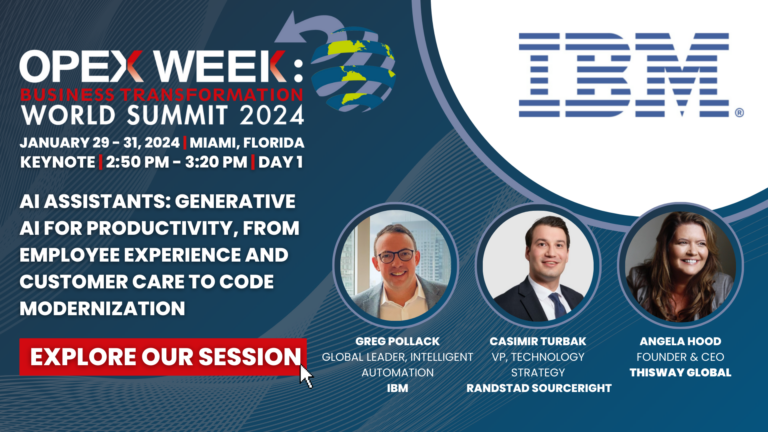 OPEX WEEK:
BUSINESS TRANSFORMATION
WORLD SUMMIT 2024
JANUARY 29 - 31, 2024 | MIAMI, FLORIDA
KEYNOTE | 2:50 PM - 3:20 PM | DAY 1
AI ASSISTANTS: GENERATIVE
AI FOR PRODUCTIVITY, FROM
EMPLOYEE EXPERIENCE AND
CUSTOMER CARE TO CODE
MODERNIZATION
EXPLORE OUR SESSION
IBM®
GREG POLLACK
GLOBAL LEADER, INTELLIGENT
AUTOMATION
IBM
CASIMIR TURBAK
VP, TECHNOLOGY
STRATEGY
RANDSTAD SOURCERIGHT
ANGELA HOOD
FOUNDER & CEO
THISWAY GLOBAL